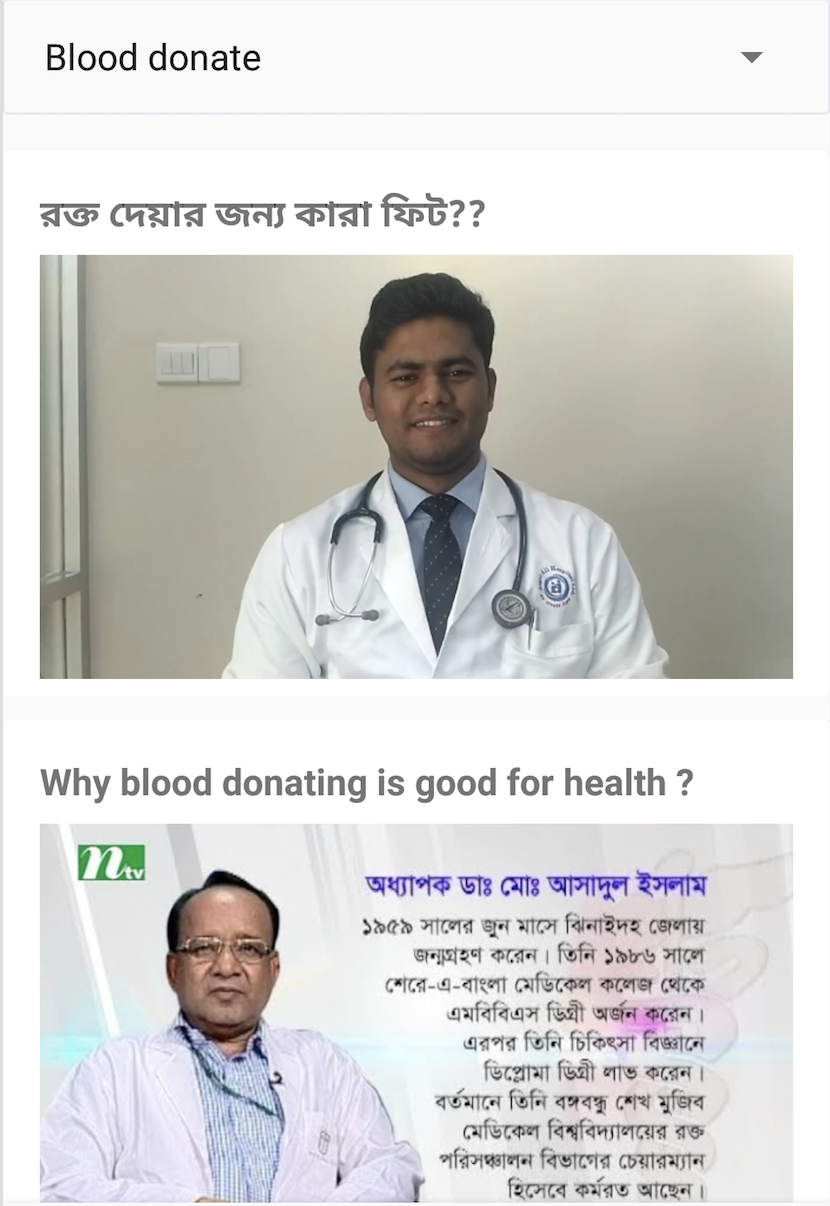 Blood donate
রক্ত দেয়ার জন্য কারা ফিট??
Why blood donating is good for health ?
ntv
অধ্যাপক ডাঃ মোঃ আসাদুল ইসলাম
১৯৫৯ সালের জুন মাসে ঝিনাইদহ জেলায়
জন্মগ্রহণ করেন। তিনি ১৯৮৬ সালে
শেরে-এ-বাংলা মেডিকেল কলেজ থেকে
এমবিবিএস ডিগ্রী অর্জন করেন।
এরপর তিনি চিকিৎসা বিজ্ঞানে
ডিপ্লোমা ডিগ্রী লাভ করেন।
বর্তমানে তিনি বঙ্গবন্ধু শেখ মুজিব
মেডিকেল বিশ্ববিদ্যালয়ের রক্ত
পরিসঞ্চালন বিভাগের চেয়ারম্যান
হিসেবে কর্মরত আছেন।